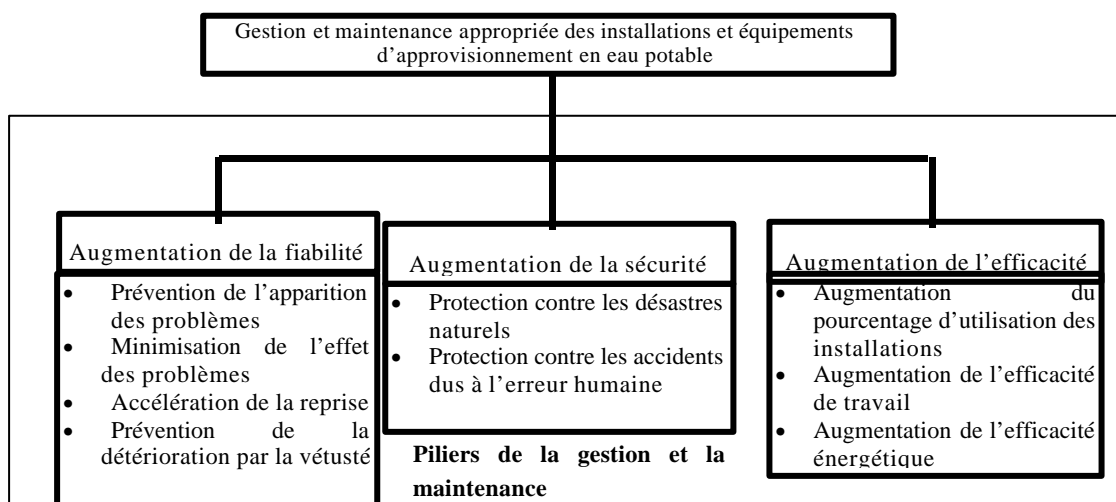 Gestion et maintenance appropriée des installations et équipements
d’approvisionnement en eau potable
Augmentation de la fiabilité
• Prévention de l’apparition
des problèmes
• Minimisation de l’effet
des problèmes
• Accélération de la reprise
• Prévention de la
détérioration par la vétusté
Augmentation de la sécurité
• Protection contre les désastres
naturels
• Protection contre les accidents
dus à l’erreur humaine
Augmentation de l’efficacité
• Augmentation du
pourcentage d’utilisation des
installations
• Augmentation de l’efficacité
de travail
• Augmentation de l’efficacité
énergétique
Piliers de la gestion et la
maintenance